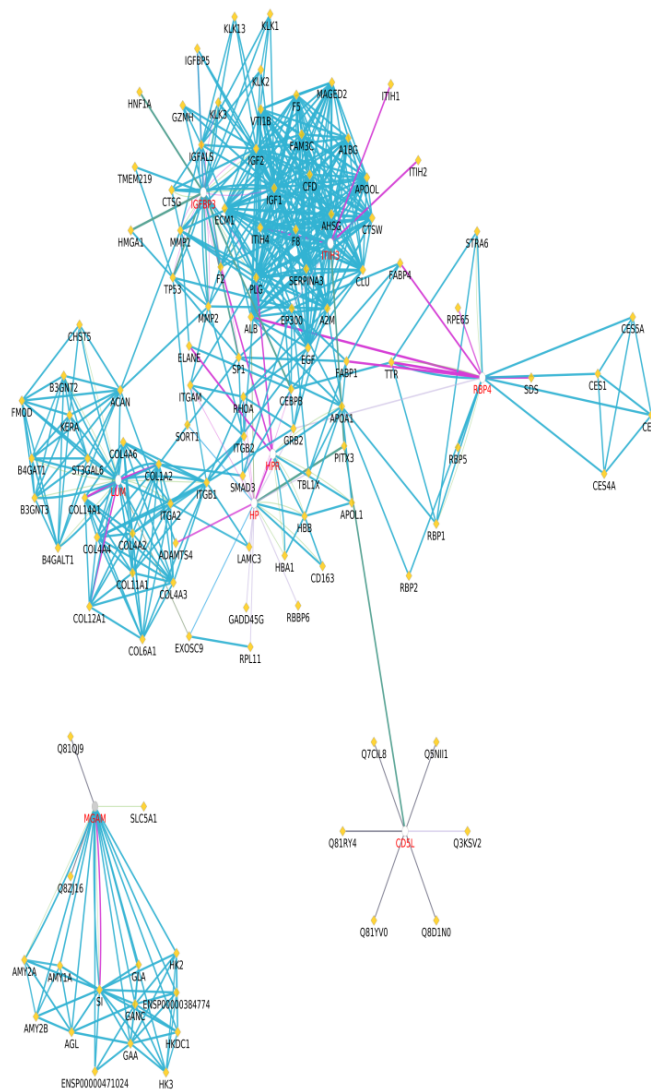 KLK1
KLK13
IGFBP5
KLK2
MAGED2
ITIH1
HNF1A
F5
GZMH
KLK3
VTI1B
FAM3C
A1BG
IGFALS
IGF2
ITIH2
TMEM219
CFD
APOOL
CTSG
IGF1
IGFBP3
ECM1
AHSG
CTSW
HMGA1
MMP1
ITIH4
F8
STRA6
ITIH3
TP53
F2
PLG
SERPINA3
CLU
FABP4
RPE65
MMP2
EP300
A2M
CES5A
CHST5
ALB
ELANE
SP1
EGF
FABP1
TTR
RBP4
SDS
CES1
B3GNT2
ACAN
ITGAM
RHOA
CEBPB
FMOD
KERA
APOA1
CE
SORT1
ITGB2
GRB2
COL4A6
PITX3
RBP5
B4GAT1
ST3GAL6
COL1A2
HPR
TBL1X
CES4A
LUM
ITGB1
SMAD3
B3GNT3
COL14A1
ITGA2
HP
APOL1
COL4A4
COL4A2
ADAMTS4
HBB
RBP1
B4GALT1
LAMC3
HBA1
CD163
COL11A1
COL4A3
RBP2
COL12A1
GADD45G
RBBP6
COL6A1
EXOSC9
RPL11
Q81QJ9
Q7CIL8
Q5NII1
MGAM
SLC5A1
Q81RY4
CD5L
Q3KSV2
Q8ZJ16
Q81YV0
Q8D1N0
AMY2A
AMY1A
GLA
HK2
SI
ENSP00000384774
AMY2B
GANC
AGL
GAA
HKDC1
ENSP00000471024
HK3